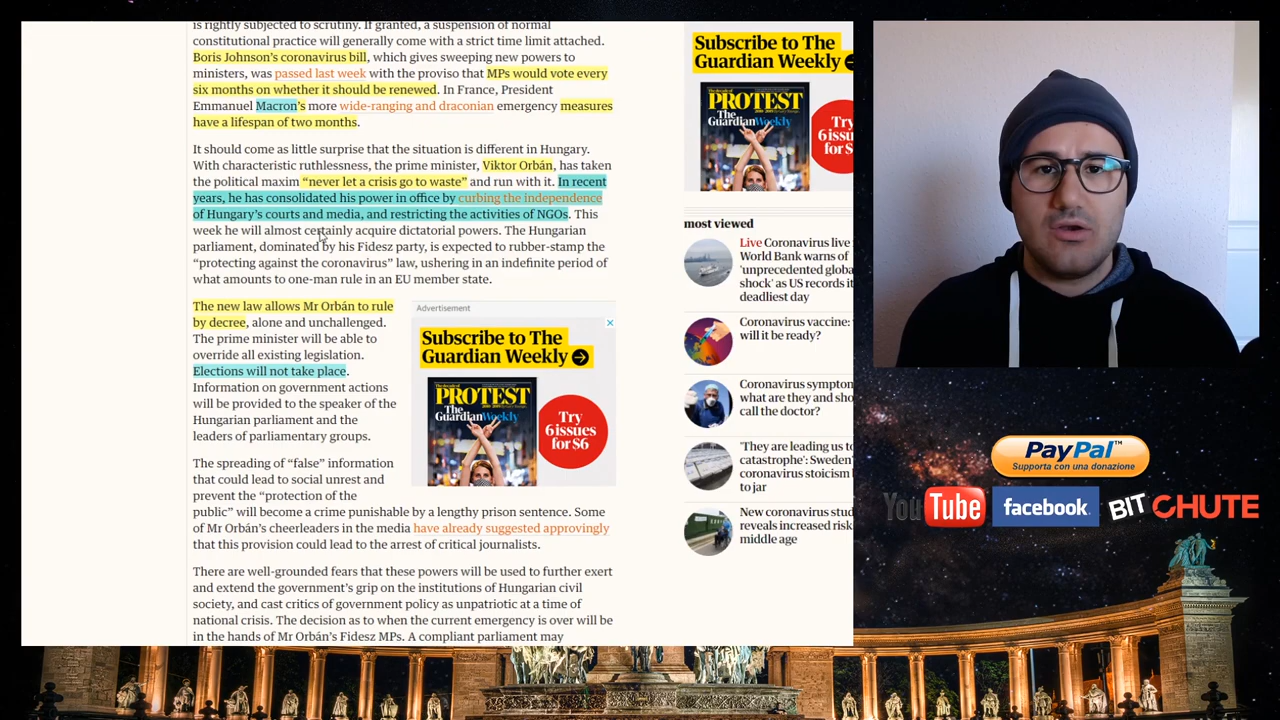 is rightly subjected to scrutiny. If granted, a suspension of normal
constitutional practice will generally come with a strict time limit attached.
Boris Johnson's coronavirus bill, which gives sweeping new powers to
ministers, was passed last week with the proviso that MPs would vote every
six months on whether it should be renewed. In France, President
Emmanuel Macron's more wide-ranging and draconian emergency measures
have a lifespan of two months.
It should come as little surprise that the situation is different in Hungary.
With characteristic ruthlessness, the prime minister, Viktor Orbán, has taken
the political maxim “never let a crisis go to waste” and run with it. In recent
years, he has consolidated his power in office by curbing the independence
of Hungary's courts and media, and restricting the activities of NGOs. This
week he will almost certainly acquire dictatorial powers. The Hungarian
parliament, dominated by his Fidesz party, is expected to rubber-stamp the
“protecting against the coronavirus” law, ushering in an indefinite period of
what amounts to one-man rule in an EU member state.
The new law allows Mr Orbán to rule
by decree, alone and unchallenged.
The prime minister will be able to
override all existing legislation.
Elections will not take place.
Information on government actions
will be provided to the speaker of the
Hungarian parliament and the
leaders of parliamentary groups.
The spreading of “false” information
that could lead to social unrest and
prevent the “protection of the
public” will become a crime punishable by a lengthy prison sentence. Some
of Mr Orbán's cheerleaders in the media have already suggested approvingly
that this provision could lead to the arrest of critical journalists.
There are well-grounded fears that these powers will be used to further exert
and extend the government's grip on the institutions of Hungarian civil
society, and cast critics of government policy as unpatriotic at a time of
national crisis. The decision as to when the current emergency is over will be
in the hands of Mr Orbán's Fidesz MPs. A compliant parliament may
Advertisement
Subscribe to The
Guardian Weekly
PROTEST
The
GuardianWeekly
Try
6 issues
for $6
Subscribe to The
Guardian Weekly
PROTEST
The
GuardianWeekly
Try
6 issu
for $
most viewed
Live Coronavirus live
World Bank warns of
'unprecedented globa
shock' as US records it
deadliest day
Coronavirus vaccine:
will it be ready?
Coronavirus symptom
what are they and sho
call the doctor?
'They are leading us to
catastrophe': Sweden'
coronavirus stoicism
to jar
New coronavirus stud
reveals increased risk
middle age
PayPal™
Supporta con una donazione
YouTube
facebook
BITCHUTE